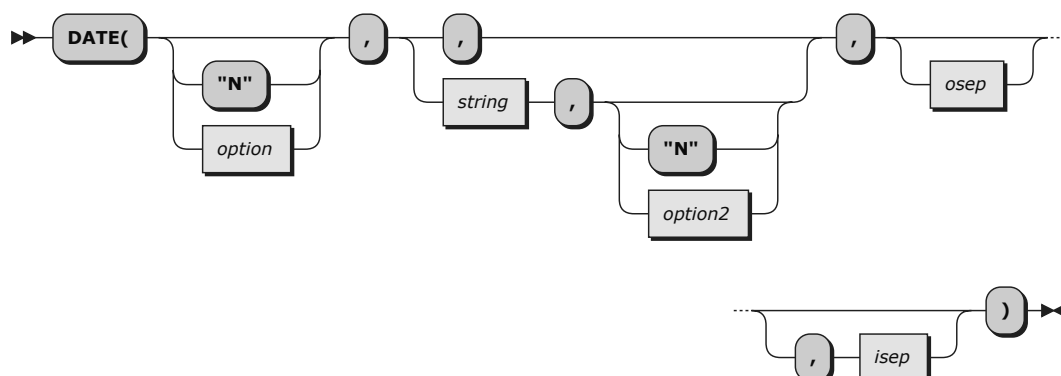 DATE( , , , osep
"N" string ,
option "N"
option2
)
, isep